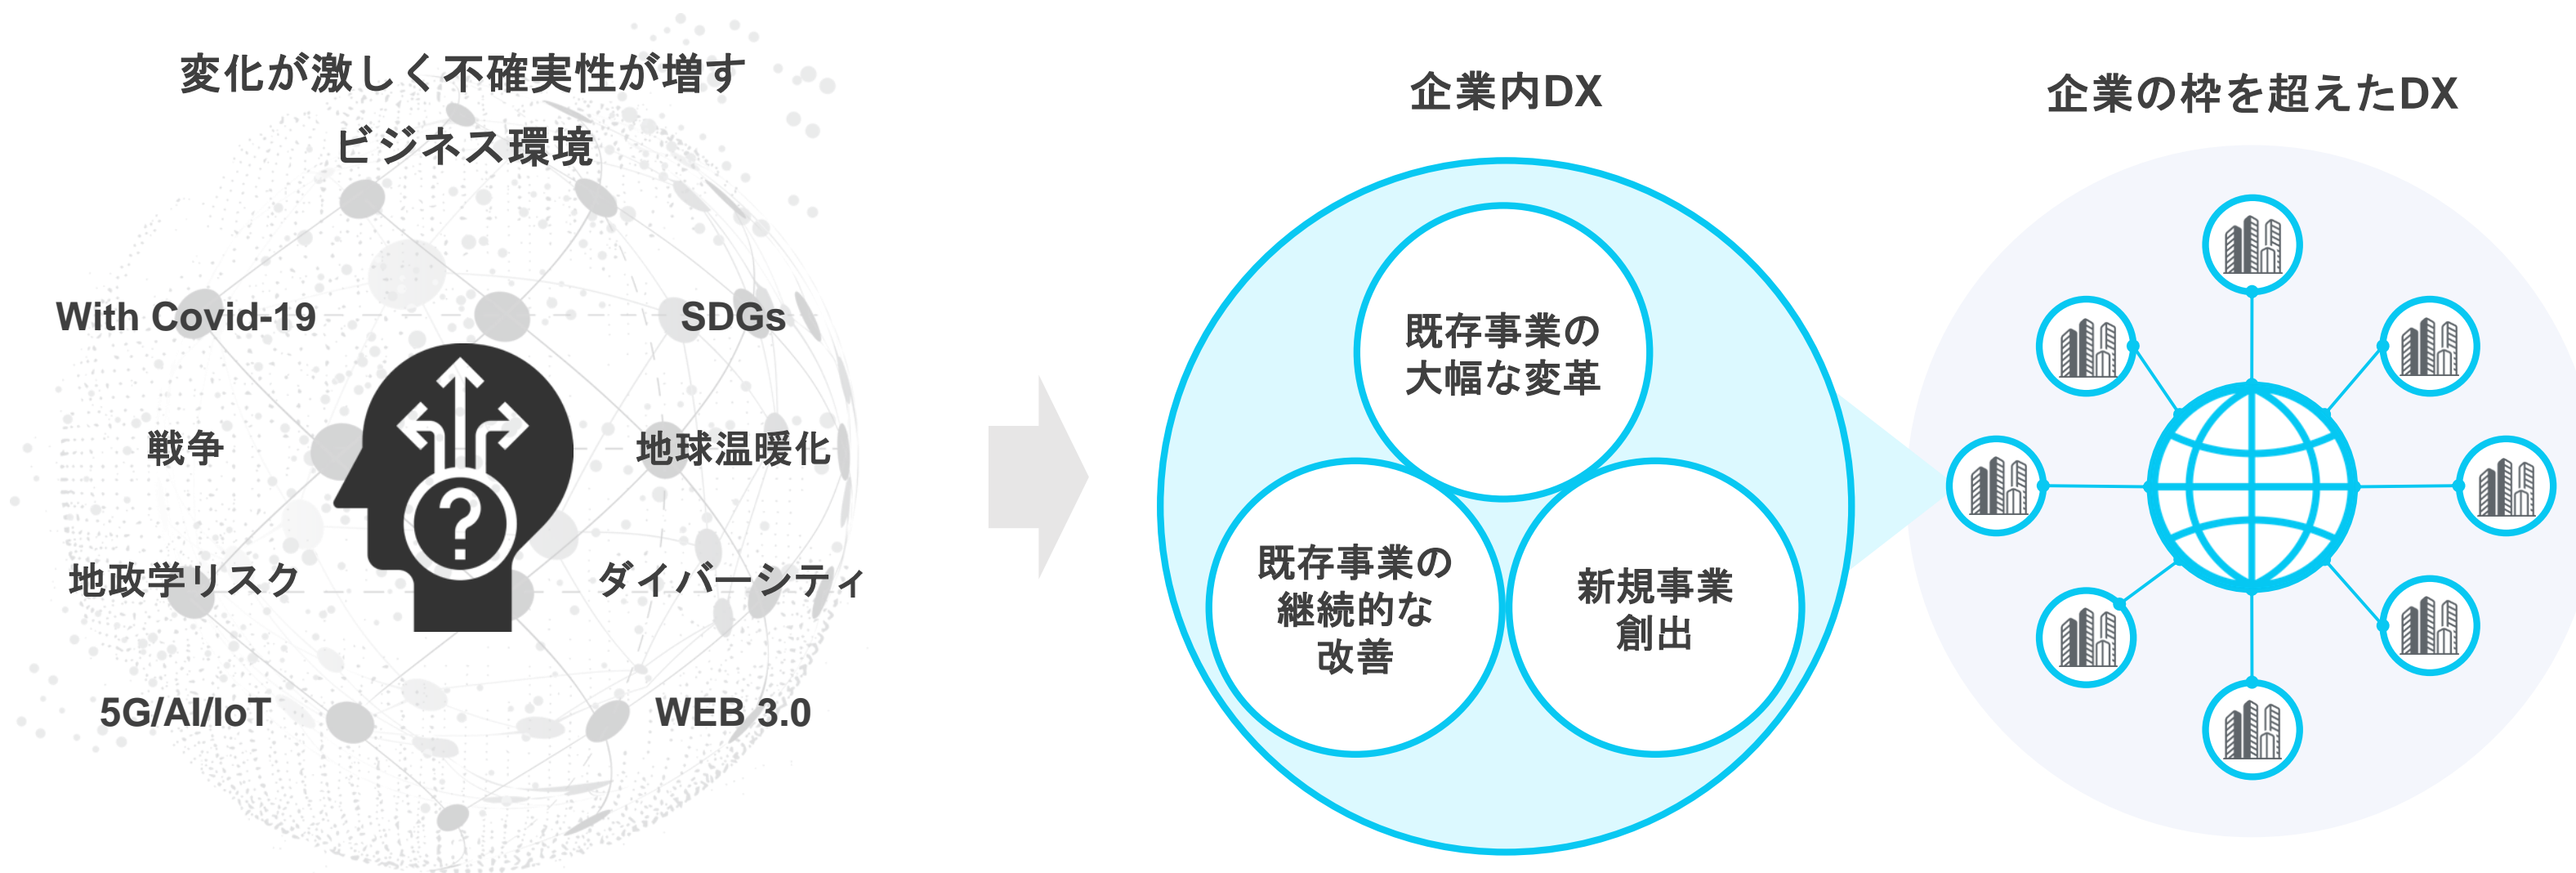 変化が激しく不確実性が増す
ビジネス環境
With Covid-19
SDGs
戦争
地球温暖化
地政学リスク
ダイバーシティ
5G/AI/IoT
WEB 3.0
企業内DX
既存事業の
大幅な変革
既存事業の
継続的な
改善
新規事業
創出
企業の枠を超えたDX